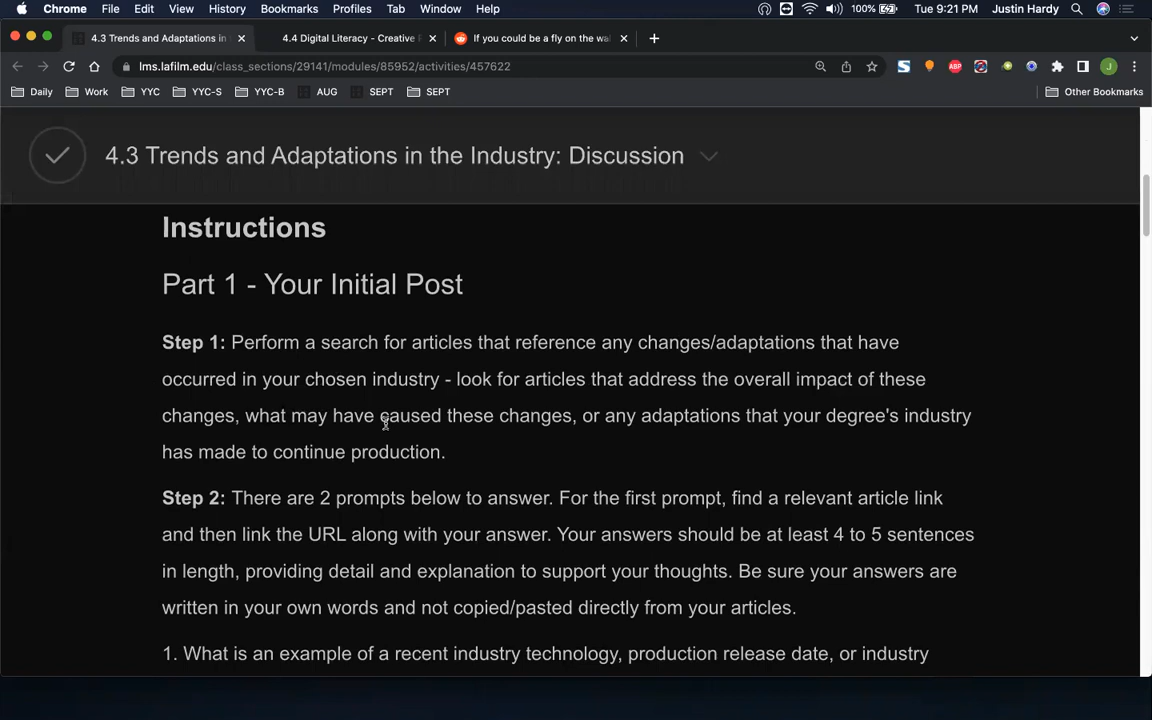 Chrome File Edit View History Bookmarks Profiles Tab Window Help 100% Tue 9:21 PM Justin Hardy
4.3 Trends and Adaptations in 4.4 Digital Literacy - Creative If you could be a fly on the wa
lms.lafilm.edu/class_sections/29141/modules/85952/activities/457622
Daily Work YYC YYC-S YYC-B AUG SEPT SEPT Other Bookmarks
4.3 Trends and Adaptations in the Industry: Discussion
Instructions
Part 1 - Your Initial Post
Step 1: Perform a search for articles that reference any changes/adaptations that have
occurred in your chosen industry - look for articles that address the overall impact of these
changes, what may have caused these changes, or any adaptations that your degree's industry
has made to continue production.
Step 2: There are 2 prompts below to answer. For the first prompt, find a relevant article link
and then link the URL along with your answer. Your answers should be at least 4 to 5 sentences
in length, providing detail and explanation to support your thoughts. Be sure your answers are
written in your own words and not copied/pasted directly from your articles.
1. What is an example of a recent industry technology, production release date, or industry